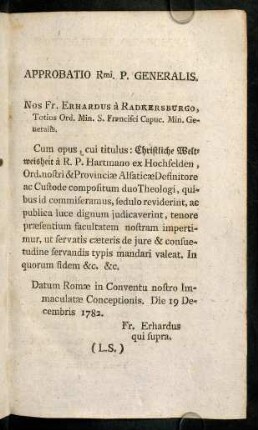 APPROBATIO Rmi. P. GENERALIS.
Nos Fr. Erhardus à Radkersburgo,
Totius Ord. Min. S. Francisci Capuc. Min. Ge-
neralis.
Cum opus, cui titulus: Christliche Welt-
weisheit à R. P. Hartmano ex Hochfelden,
Ord.nostri & Provinciæ Alsaticæ Definitore
ac Custode compositum duo Theologi, qui-
bus id commiseramus, sedulo reviderint, ac
publica luce dignum judicaverint, tenore
præsentium facultatem nostram imperti-
mur, ut servatis cæteris de jure & consue-
tudine servandis typis mandari valeat. In
quorum fidem &c. &c.
Datum Romæ in Conventu nostro Im-
maculatæ Conceptionis. Die 19 De-
cembris 1782.
Fr. Erhardus
qui supra.
(L.S.)